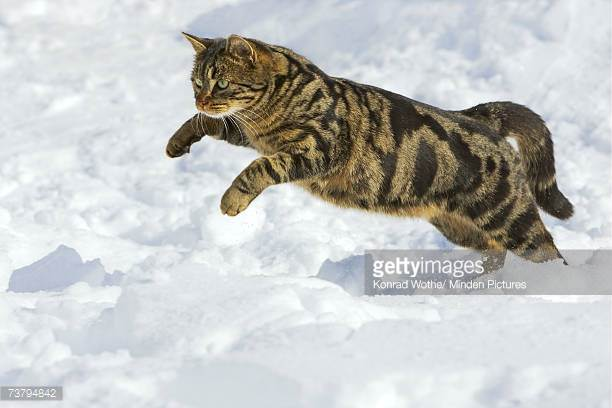 gettyimages
Konrad Wothe/ Minden Pictures
73794842